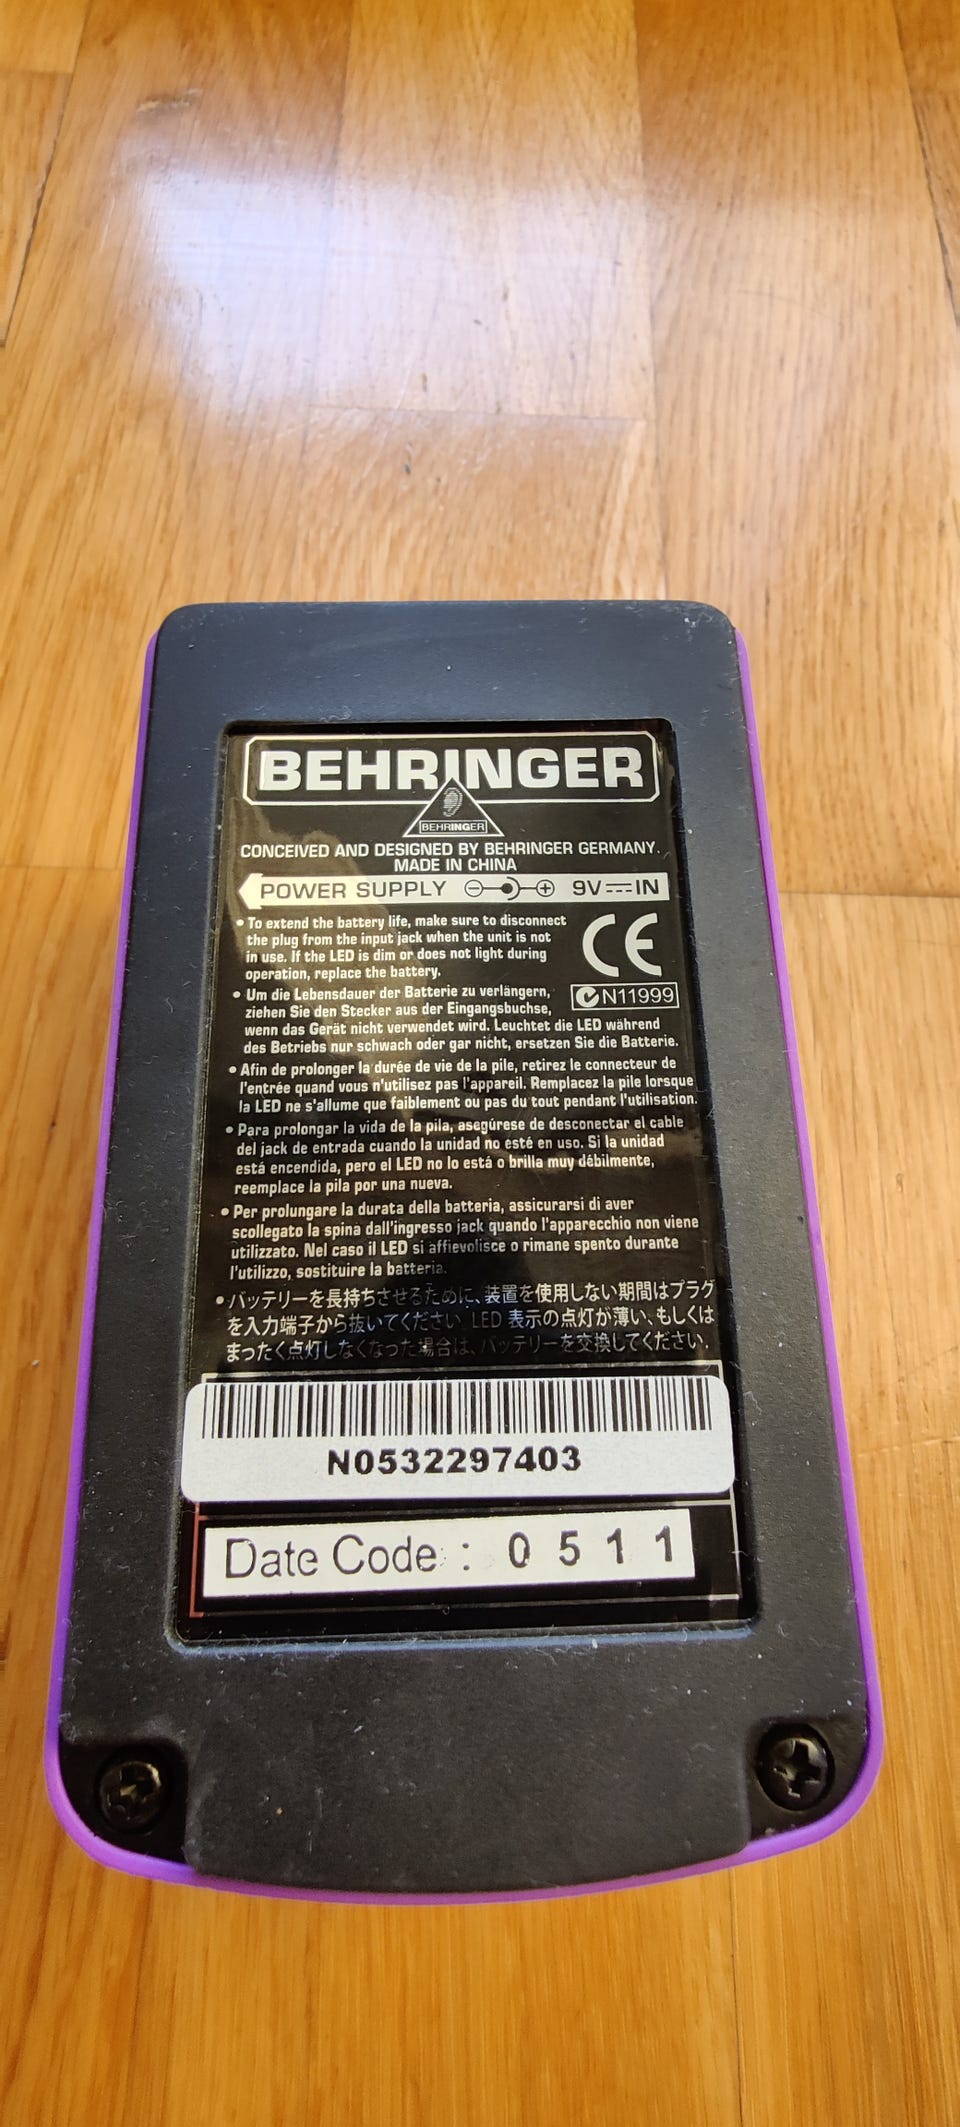 BEHRINGER
BEHRINGER
CONCEIVED AND DESIGNED BY BEHRINGER GERMANY.
MADE IN CHINA
POWER SUPPLY 9V IN
• To extend the battery life, make sure to disconnect
the plug from the input jack when the unit is not
in use. If the LED is dim or does not light during
operation, replace the battery.
CE
N11999
• Um die Lebensdauer der Batterie zu verlängern,
ziehen Sie den Stecker aus der Eingangsbuchse,
wenn das Gerät nicht verwendet wird. Leuchtet die LED während
des Betriebs nur schwach oder gar nicht, ersetzen Sie die Batterie.
• Afin de prolonger la durée de vie de la pile, retirez le connecteur de
l'entrée quand vous n'utilisez pas l'appareil. Remplacez la pile lorsque
la LED ne s'allume que faiblement ou pas du tout pendant l'utilisation.
• Para prolongar la vida de la pila, asegúrese de desconectar el cable
del jack de entrada cuando la unidad no esté en uso. Si la unidad
está encendida, pero el LED no lo está o brilla muy débilmente,
reemplace la pila por una nueva.
• Per prolungare la durata della batteria, assicurarsi di aver
scollegato la spina dall'ingresso jack quando l'apparecchio non viene
utilizzato. Nel caso il LED si affievolisce o rimane spento durante
l'utilizzo, sostituire la batteria.
• バッテリーを長持ちさせるために、装置を使用しない期間はプラグ
を入力端子から抜いてください LED 表示の点灯が薄い、もしくは
まったく点灯しなくなった場合は、バッテリーを交換してください.
N0532297403
Date Code : 0 5 1 1